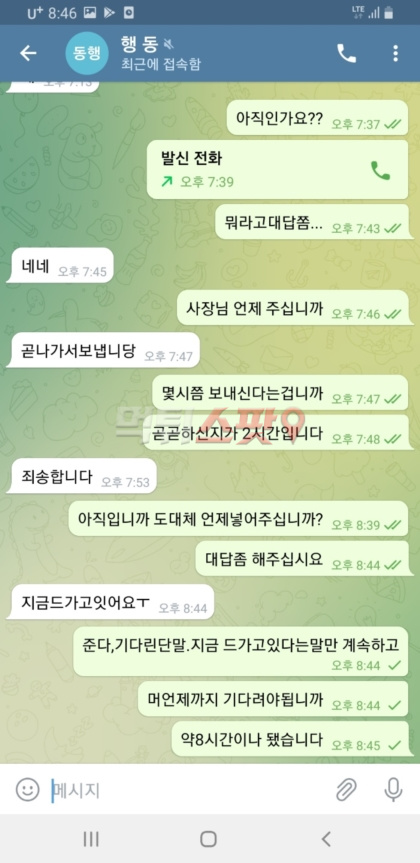 U+ 8:46 LTE
동행 행 동
최근에 접속함
아직인가요?? 오후 7:37
발신 전화
오후 7:39
뭐라고대답쫌... 오후 7:43
네네 오후 7:45
사장님 언제 주십니까 오후 7:46
곧나가서보냅니당 오후 7:47
몇시쯤 보내신다는겁니까 오후 7:47
먹튀스팟
곧곧하신지가 2시간입니다 오후 7:48
죄송합니다 오후 7:53
아직입니까 도대체 언제넣어주십니까? 오후 8:39
대답좀 해주십시요 오후 8:44
지금드가고잇어요ㅜ 오후 8:44
준다,기다린단말.지금 드가고있다는말만 계속하고
오후 8:44
머언제까지 기다려야됩니까 오후 8:44
약8시간이나 됐습니다 오후 8:45
메시지